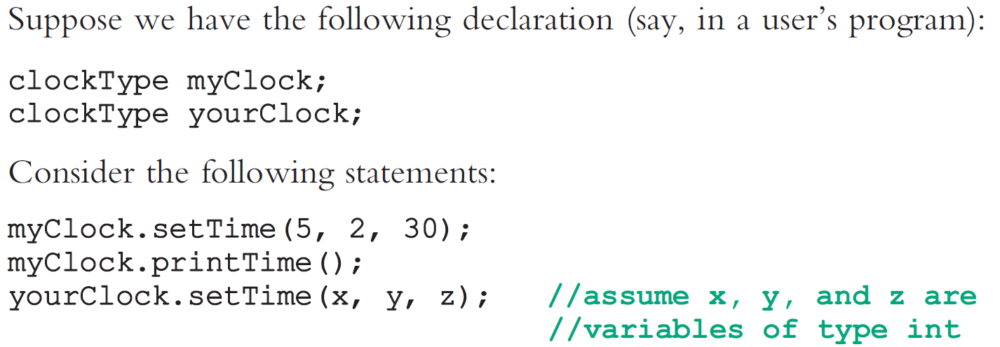 Suppose we have the following declaration (say, in a user’s program):
clockType myClock;
clockType yourClock;
Consider the following statements:
myClock.setTime(5, 2, 30);
myClock.printTime();
yourClock.setTime(x, y, z);    //assume x, y, and z are
//variables of type int